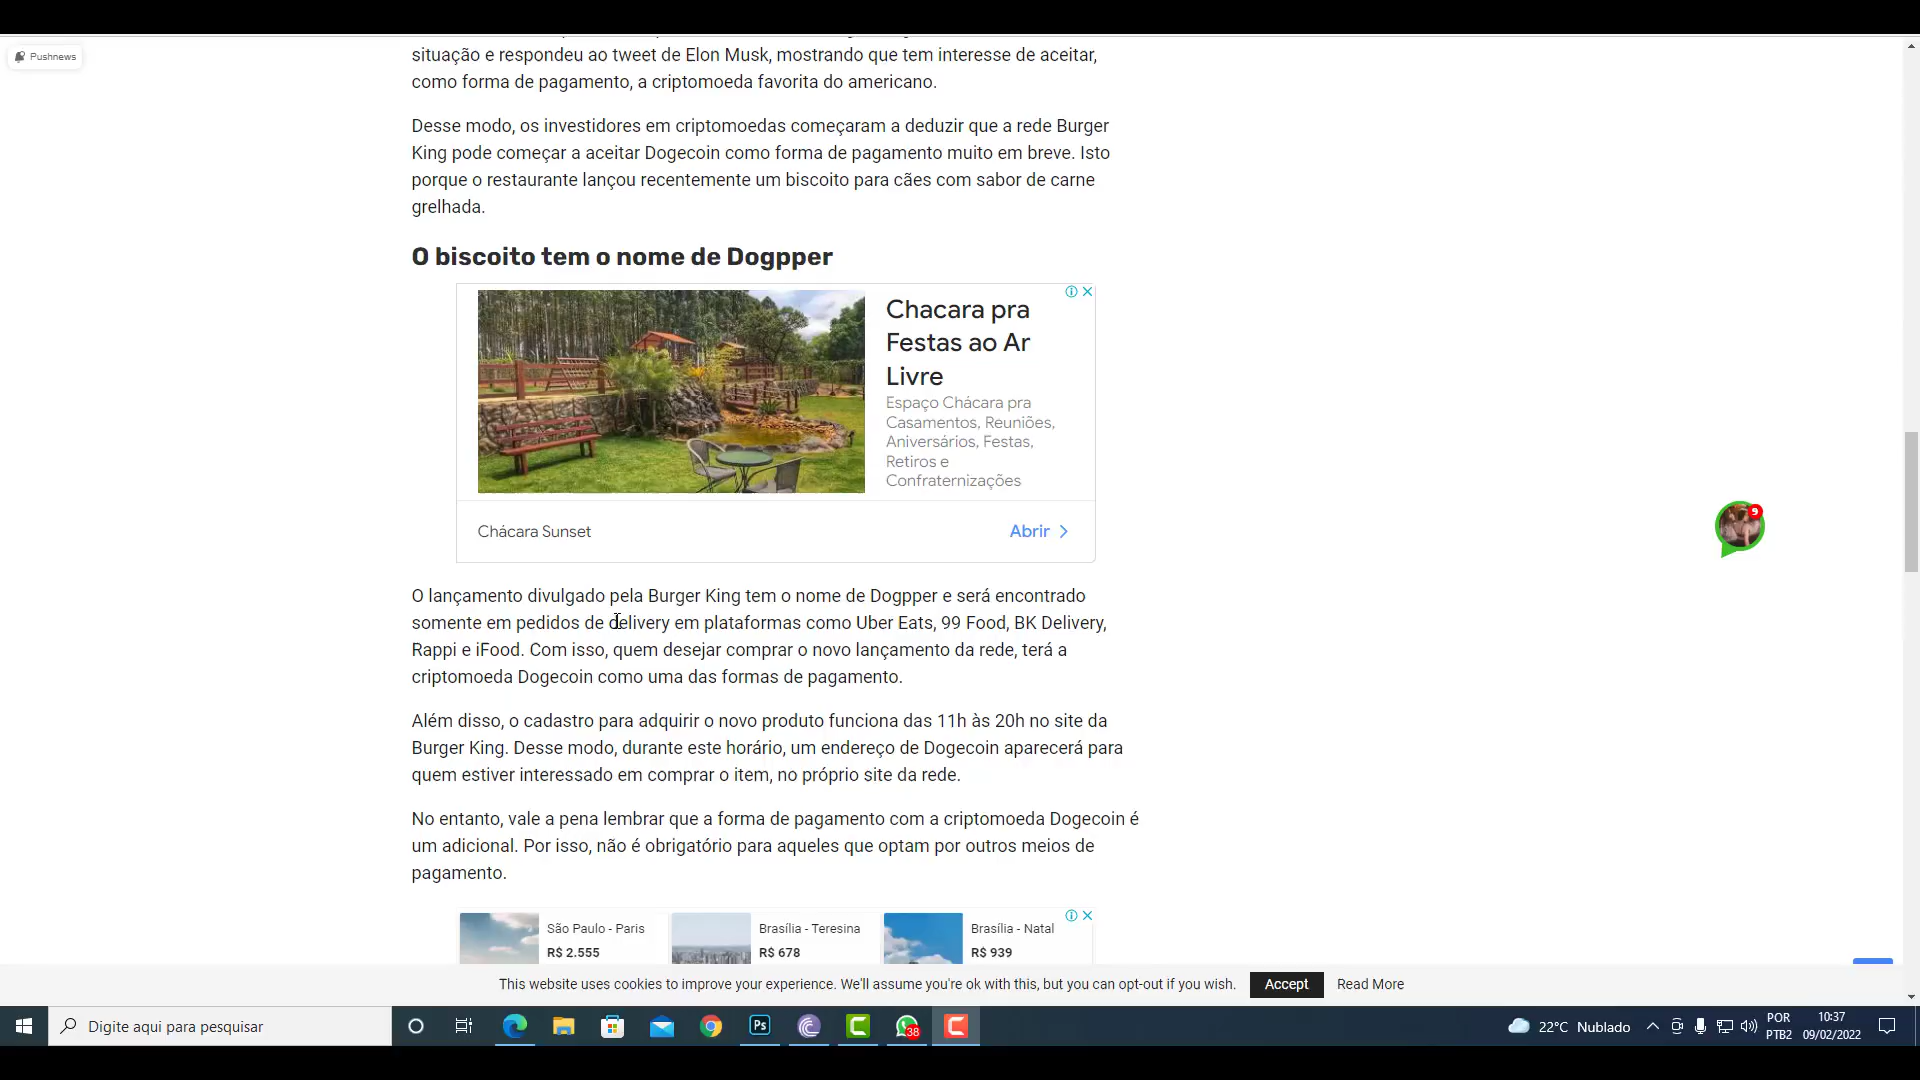 Pushnews
situação e respondeu ao tweet de Elon Musk, mostrando que tem interesse de aceitar,
como forma de pagamento, a criptomoeda favorita do americano.
Desse modo, os investidores em criptomoedas começaram a deduzir que a rede Burger
King pode começar a aceitar Dogecoin como forma de pagamento muito em breve. Isto
porque o restaurante lançou recentemente um biscoito para cães com sabor de carne
grelhada.
O biscoito tem o nome de Dogpper
Chacara pra
Festas ao Ar
Livre
Espaço Chácara pra
Casamentos, Reuniões,
Aniversários, Festas,
Retiros e
Confraternizações
Chácara Sunset
Abrir
9
O lançamento divulgado pela Burger King tem o nome de Dogpper e será encontrado
somente em pedidos de delivery em plataformas como Uber Eats, 99 Food, BK Delivery,
Rappi e iFood. Com isso, quem desejar comprar o novo lançamento da rede, terá a
criptomoeda Dogecoin como uma das formas de pagamento.
Além disso, o cadastro para adquirir o novo produto funciona das 11h às 20h no site da
Burger King. Desse modo, durante este horário, um endereço de Dogecoin aparecerá para
quem estiver interessado em comprar o item, no próprio site da rede.
No entanto, vale a pena lembrar que a forma de pagamento com a criptomoeda Dogecoin é
um adicional. Por isso, não é obrigatório para aqueles que optam por outros meios de
pagamento.
São Paulo - Paris
R$ 2.555
Brasília - Teresina
R$ 678
Brasília - Natal
R$ 939
This website uses cookies to improve your experience. We'll assume you're ok with this, but you can opt-out if you wish.
Accept
Read More
Digite aqui para pesquisar
Ps
38
22°C Nublado
POR
PTB2
10:37
09/02/2022